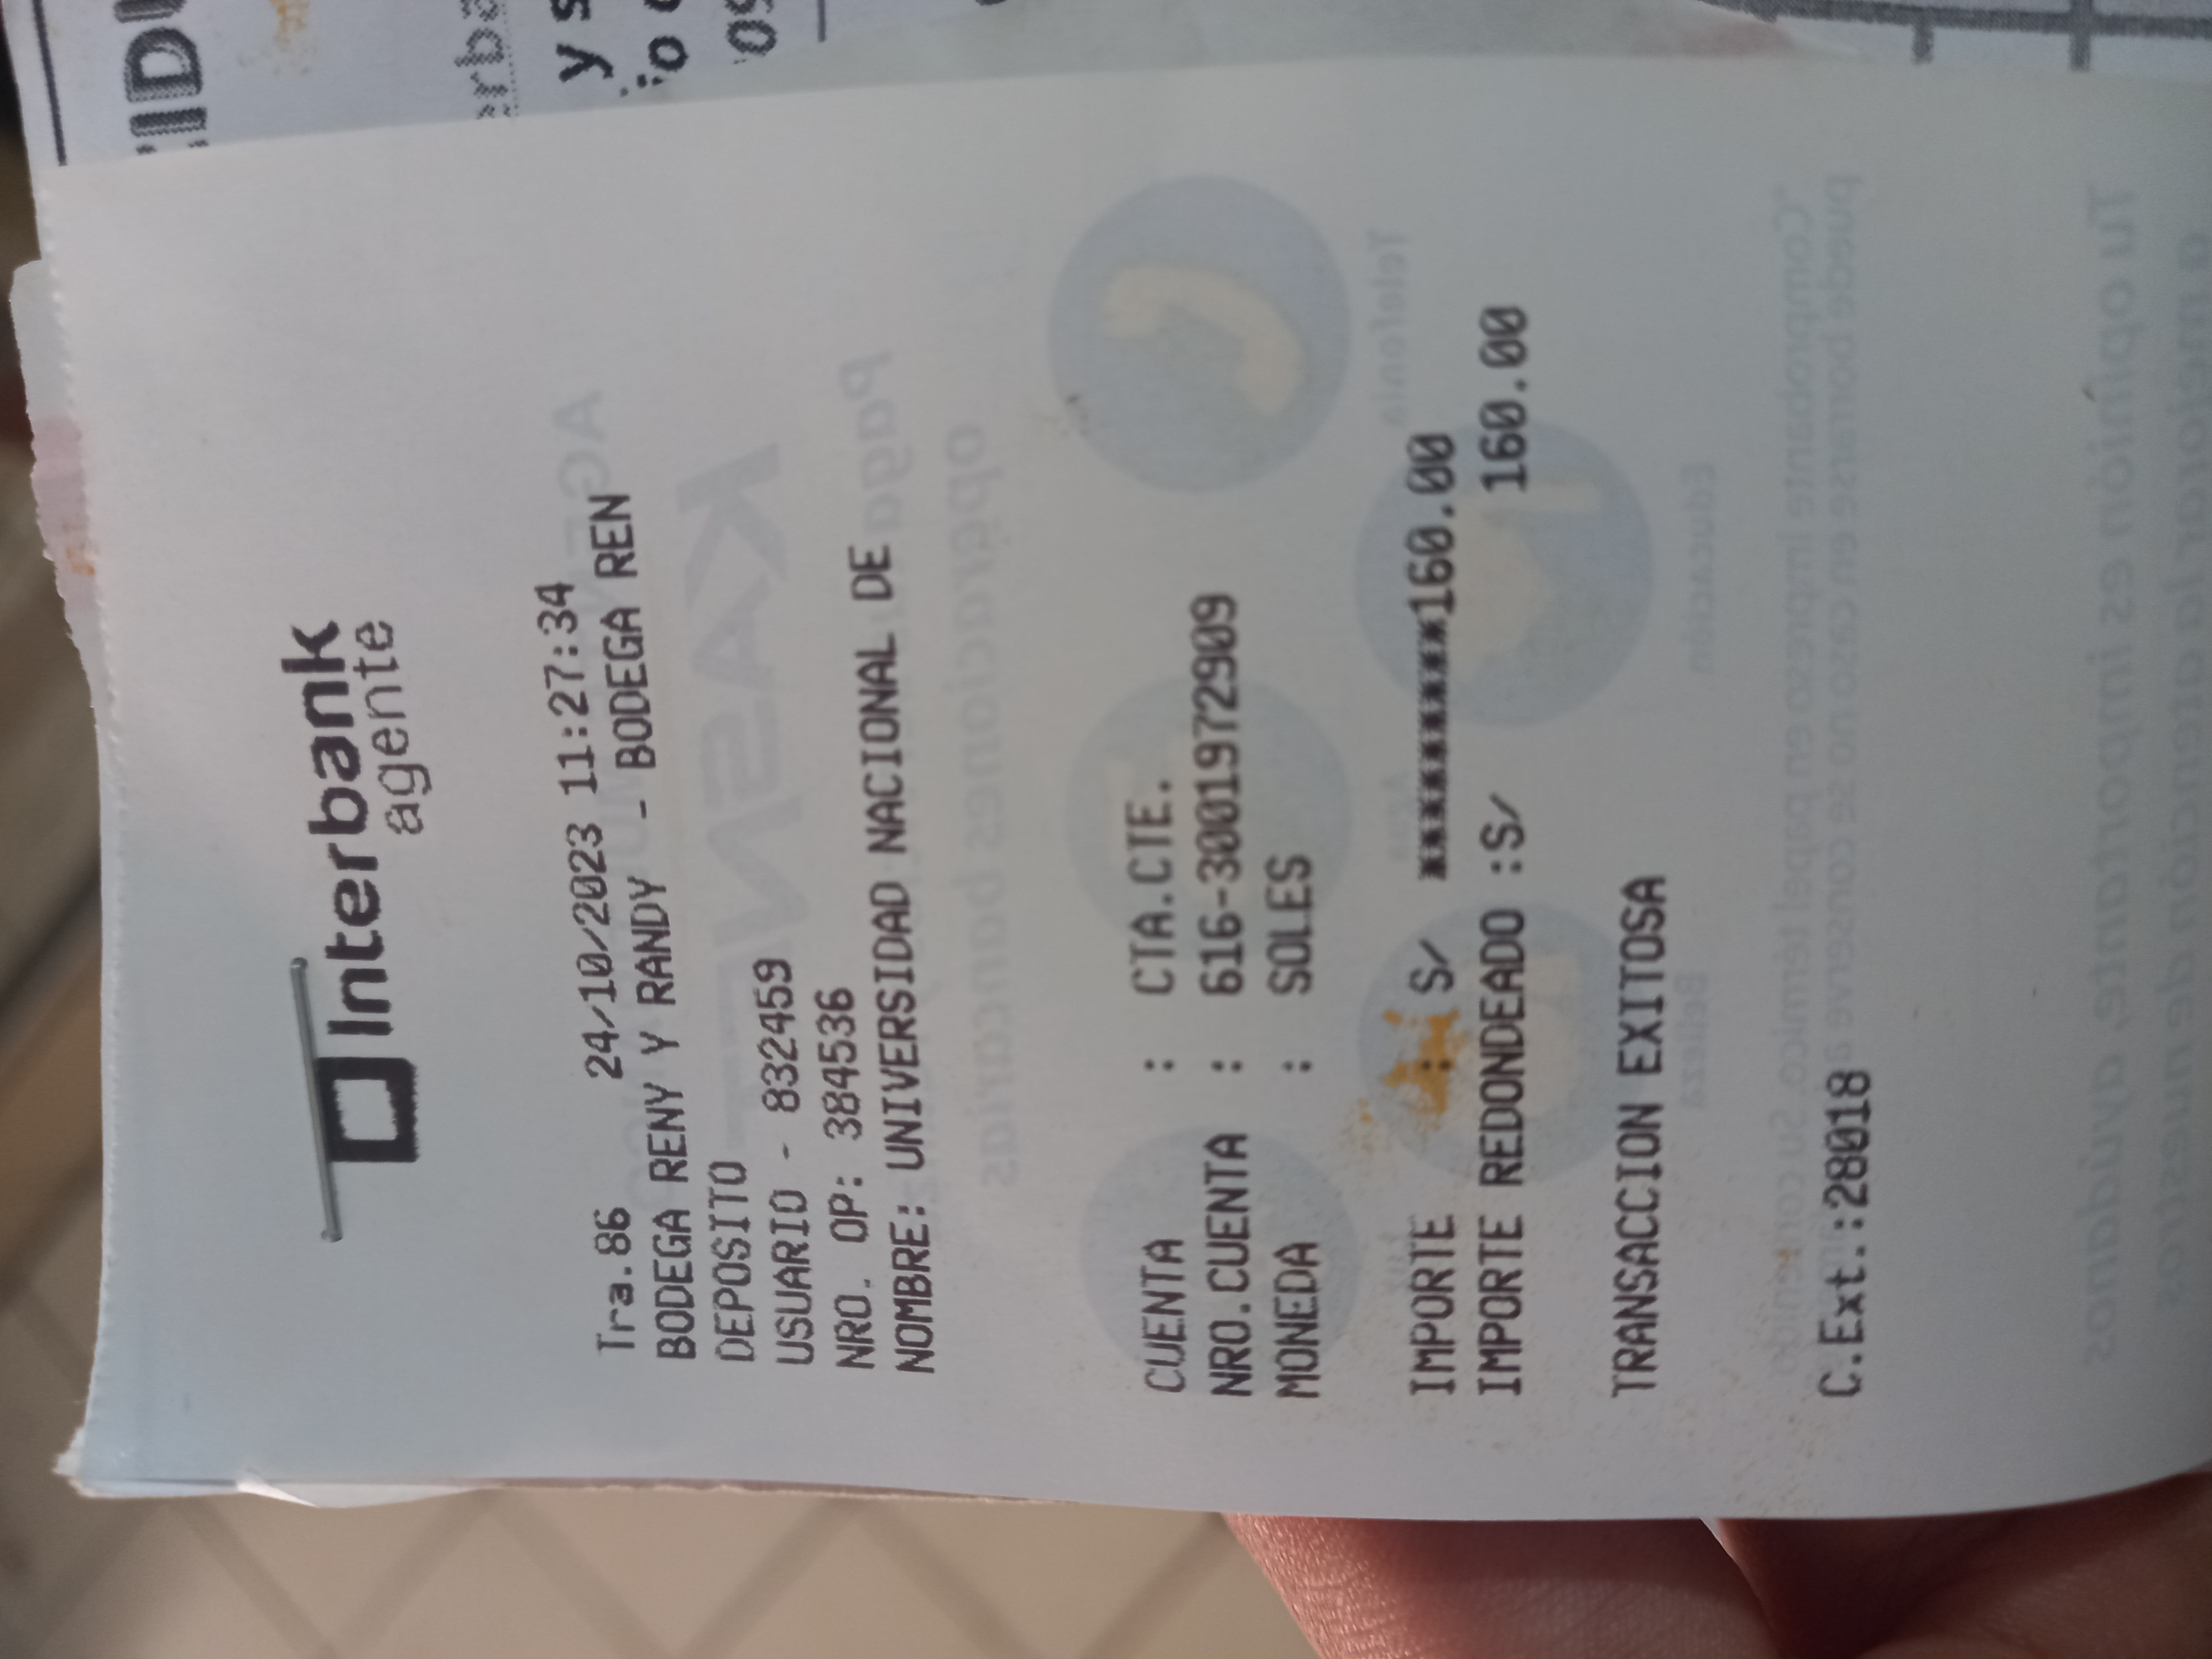 Interbank
agente
Tra.86 24/10/2023 11:27:34
BODEGA RENY Y RANDY _ BODEGA REN
DEPOSITO
USUARIO - 832459
NRO. OP: 384536
NOMBRE: UNIVERSIDAD NACIONAL DE
CUENTA : CTA.CTE.
NRO.CUENTA : 616-3001972909
MONEDA : SOLES
IMPORTE : S/ ***********160.00
IMPORTE REDONDEADO :S/ 160.00
TRANSACCION EXITOSA
C.Ext.:28018